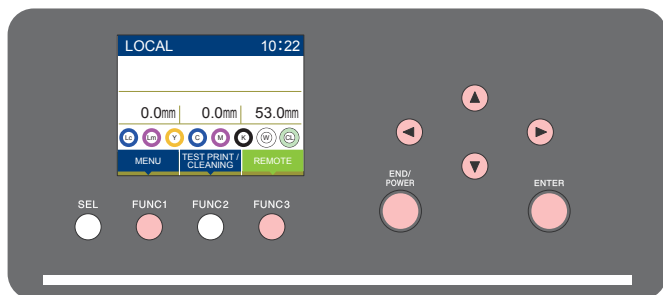 LOCAL 10:22
0.0mm 0.0mm 53.0mm
Lc Lm Y C M K W CL
MENU TEST PRINT / REMOTE
CLEANING
END/
POWER
ENTER
SEL FUNC1 FUNC2 FUNC3